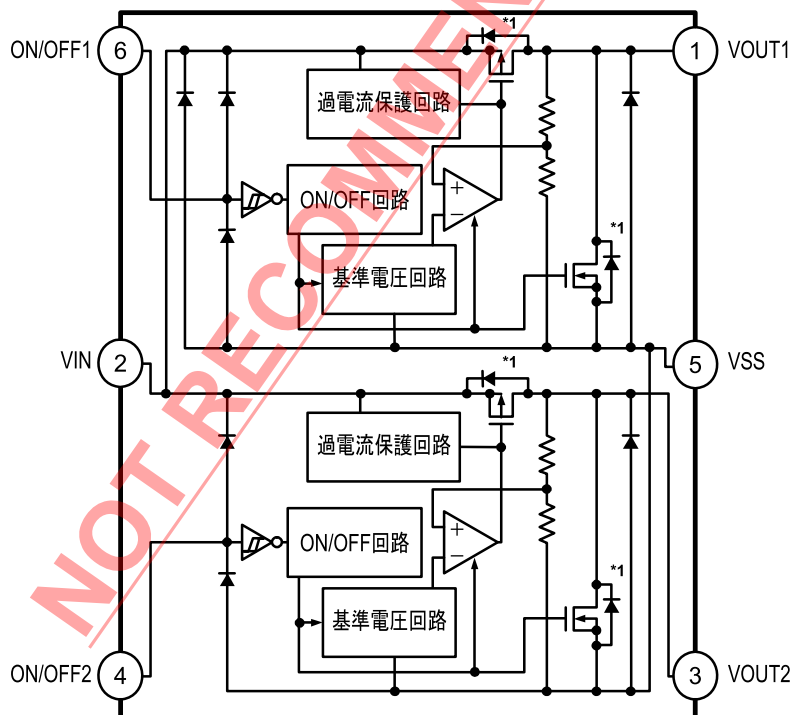 ON/OFF1
6
*1
1
VOUT1
過電流保護回路
ON/OFF回路
+
−
*1
基準電圧回路
VIN
2
*1
5
VSS
過電流保護回路
ON/OFF回路
+
−
*1
基準電圧回路
ON/OFF2
4
3
VOUT2
NOT RECOMMEN